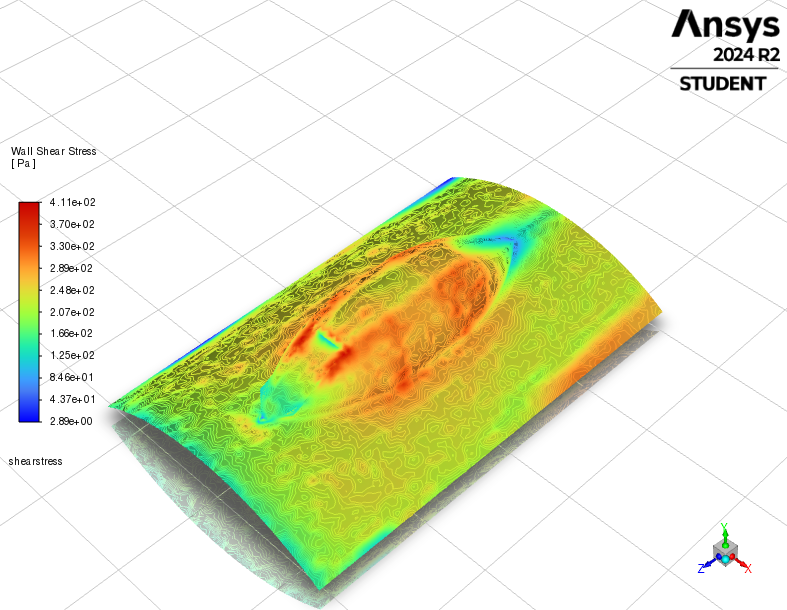 Ansys
2024 R2
STUDENT
Wall Shear Stress
[ Pa ]
4.11e+02
3.70e+02
3.30e+02
2.89e+02
2.48e+02
2.07e+02
1.66e+02
1.25e+02
8.46e+01
4.37e+01
2.89e+00
shearstress
Y
Z
X